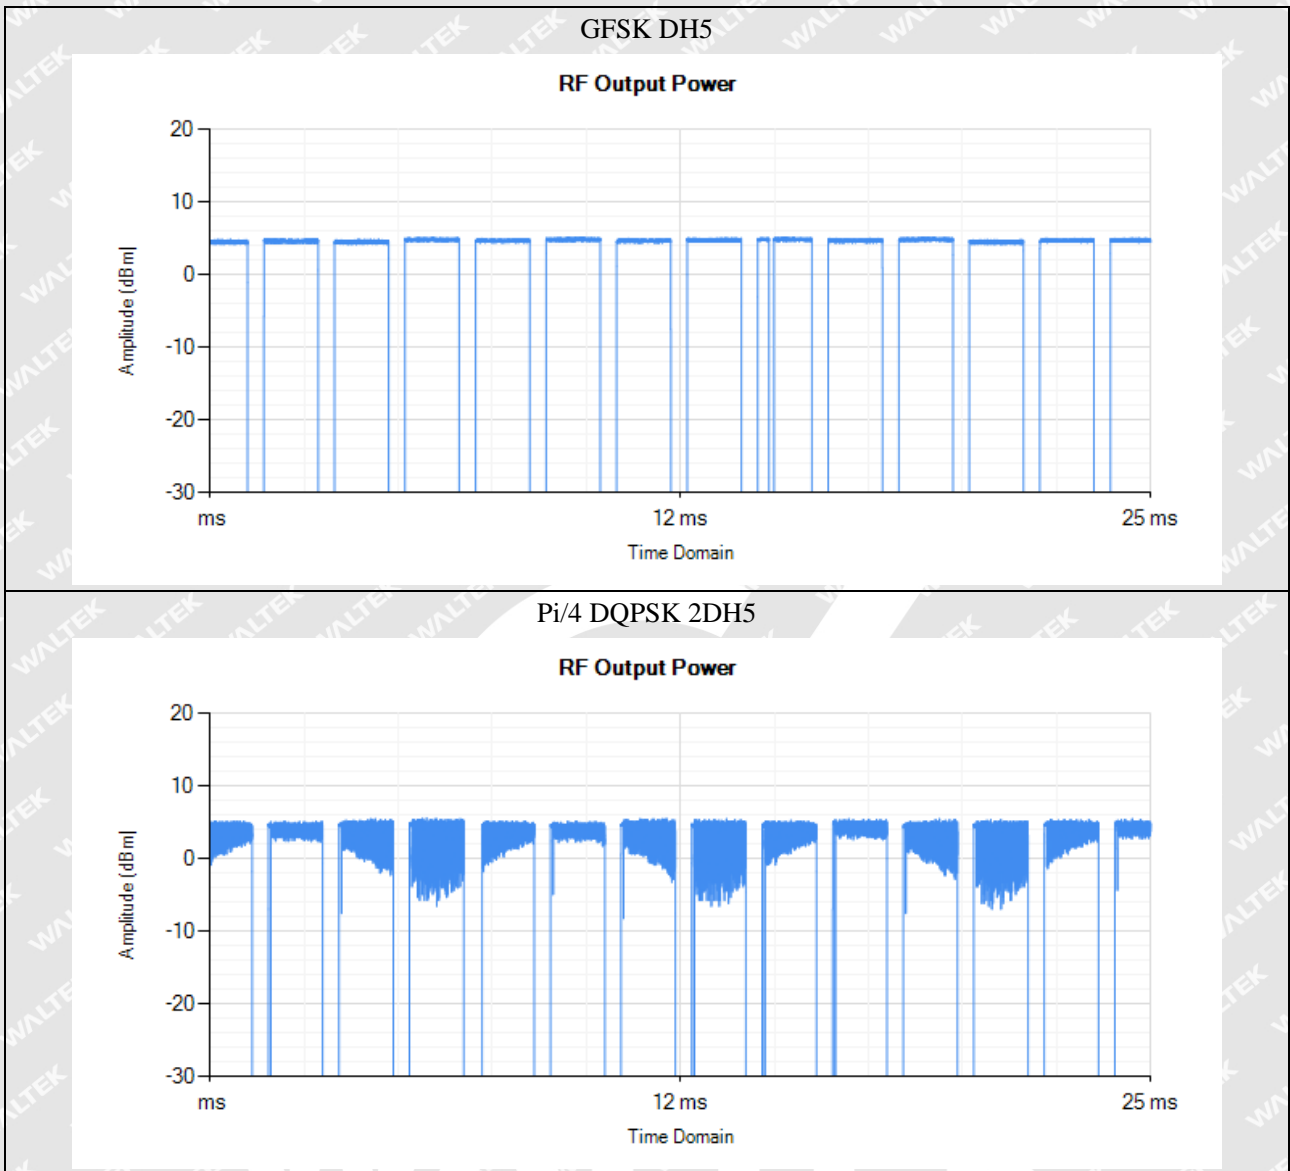 GFSK DH5
RF Output Power
20
10
0
-10
-20
-30
Amplitude [dBm]
ms
12 ms
25 ms
Time Domain
Pi/4 DQPSK 2DH5
RF Output Power
20
10
0
-10
-20
-30
Amplitude [dBm]
ms
12 ms
25 ms
Time Domain
WALTEK